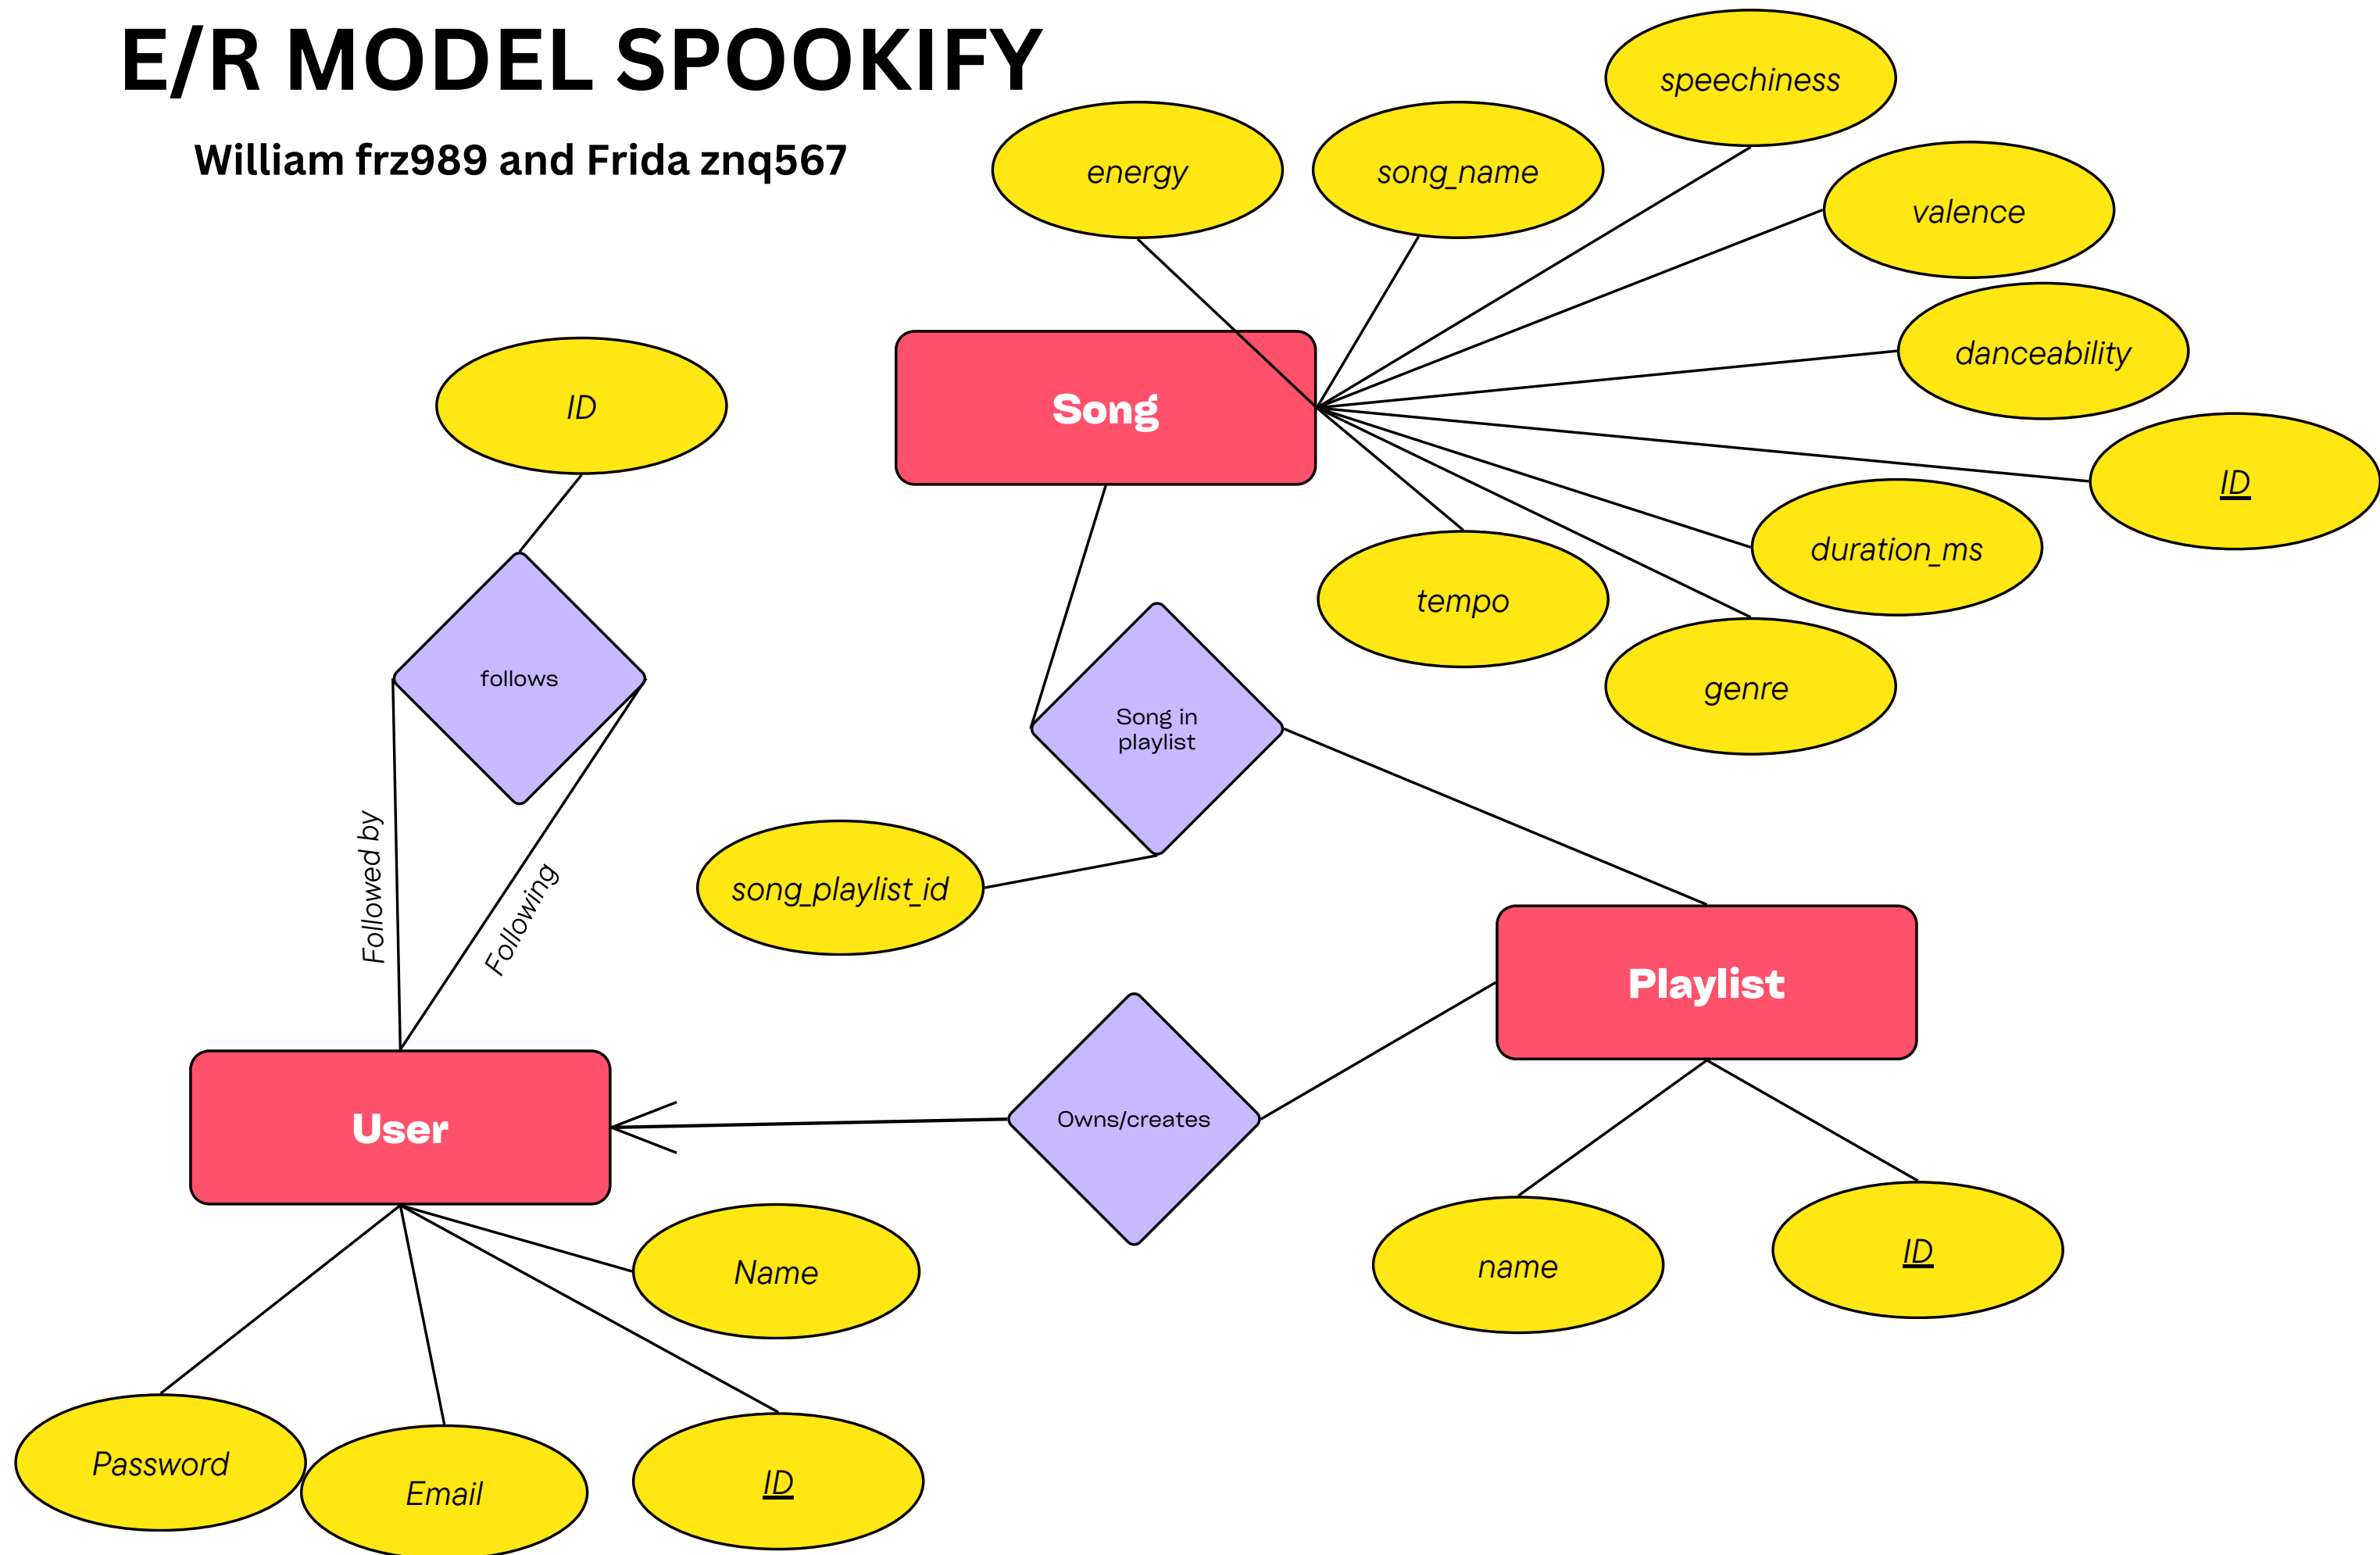 E/R MODEL SPOOKIFY
William frz989 and Frida znq567
speechiness
energy
song_name
valence
danceability
ID
Song
ID
duration_ms
tempo
genre
follows
Song in
playlist
Followed by
Following
song_playlist_id
Playlist
User
Owns/creates
Name
name
ID
Password
Email
ID